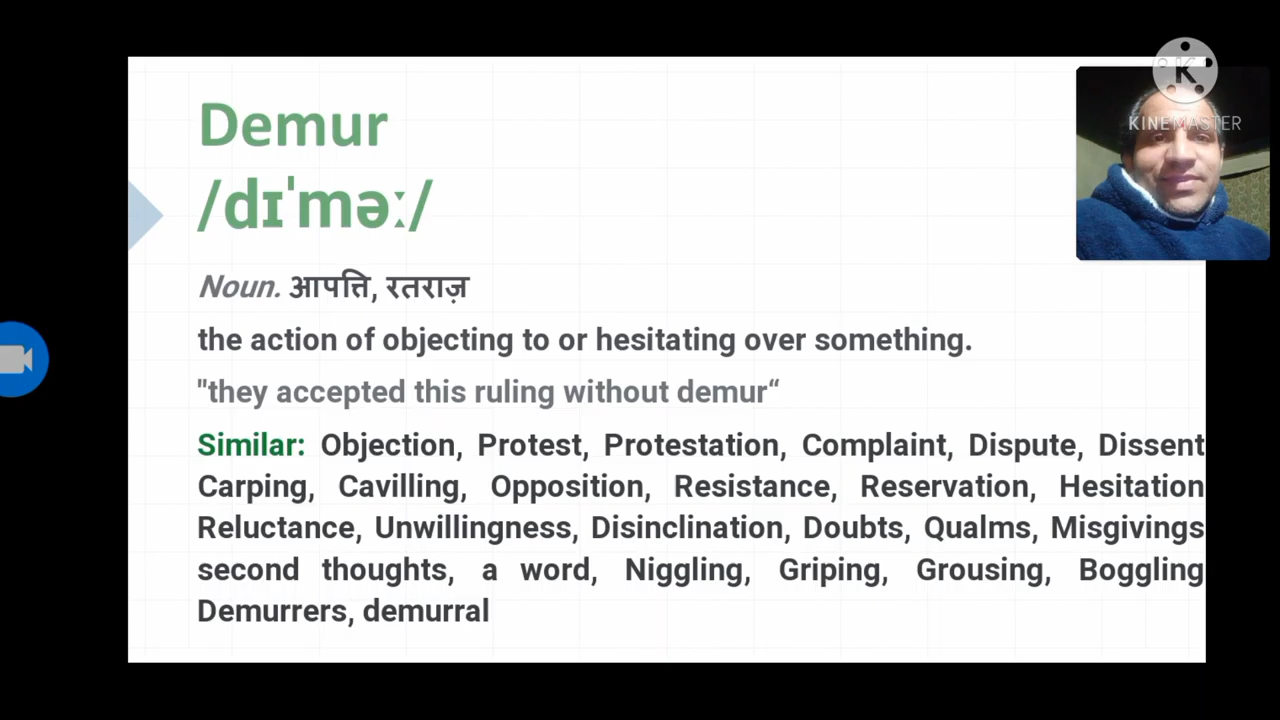 Demur
/dɪˈməː/
Noun. आपत्ति, रतराज़
the action of objecting to or hesitating over something.
"they accepted this ruling without demur“
Similar: Objection, Protest, Protestation, Complaint, Dispute, Dissent
Carping, Cavilling, Opposition, Resistance, Reservation, Hesitation
Reluctance, Unwillingness, Disinclination, Doubts, Qualms, Misgivings
second thoughts, a word, Niggling, Griping, Grousing, Boggling
Demurrers, demurral
K
KINEMASTER